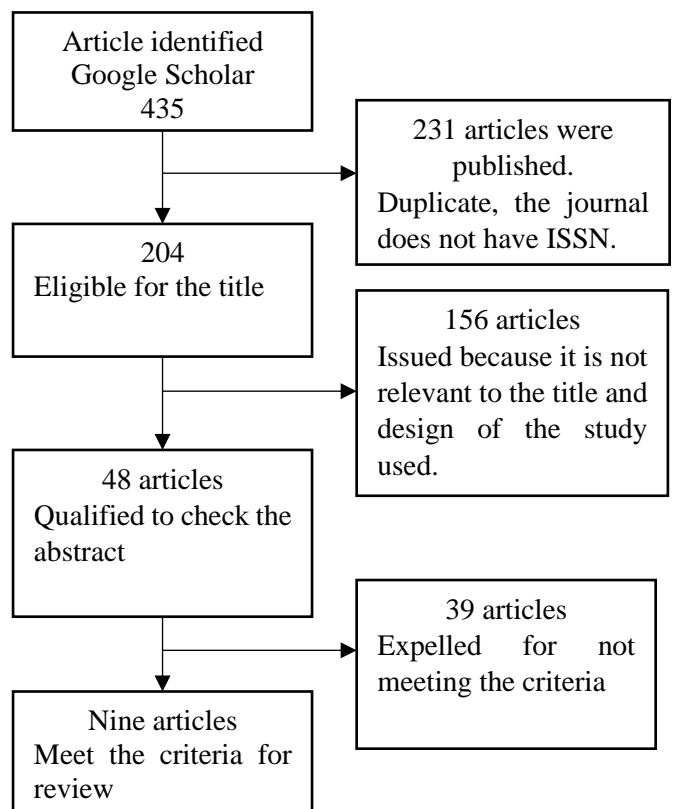 Article identified
Google Scholar
435
231 articles were
published.
Duplicate, the journal
does not have ISSN.
204
Eligible for the title
156 articles
Issued because it is not
relevant to the title and
design of the study
used.
48 articles
Qualified to check the
abstract
39 articles
Expelled for not
meeting the criteria
Nine articles
Meet the criteria for
review